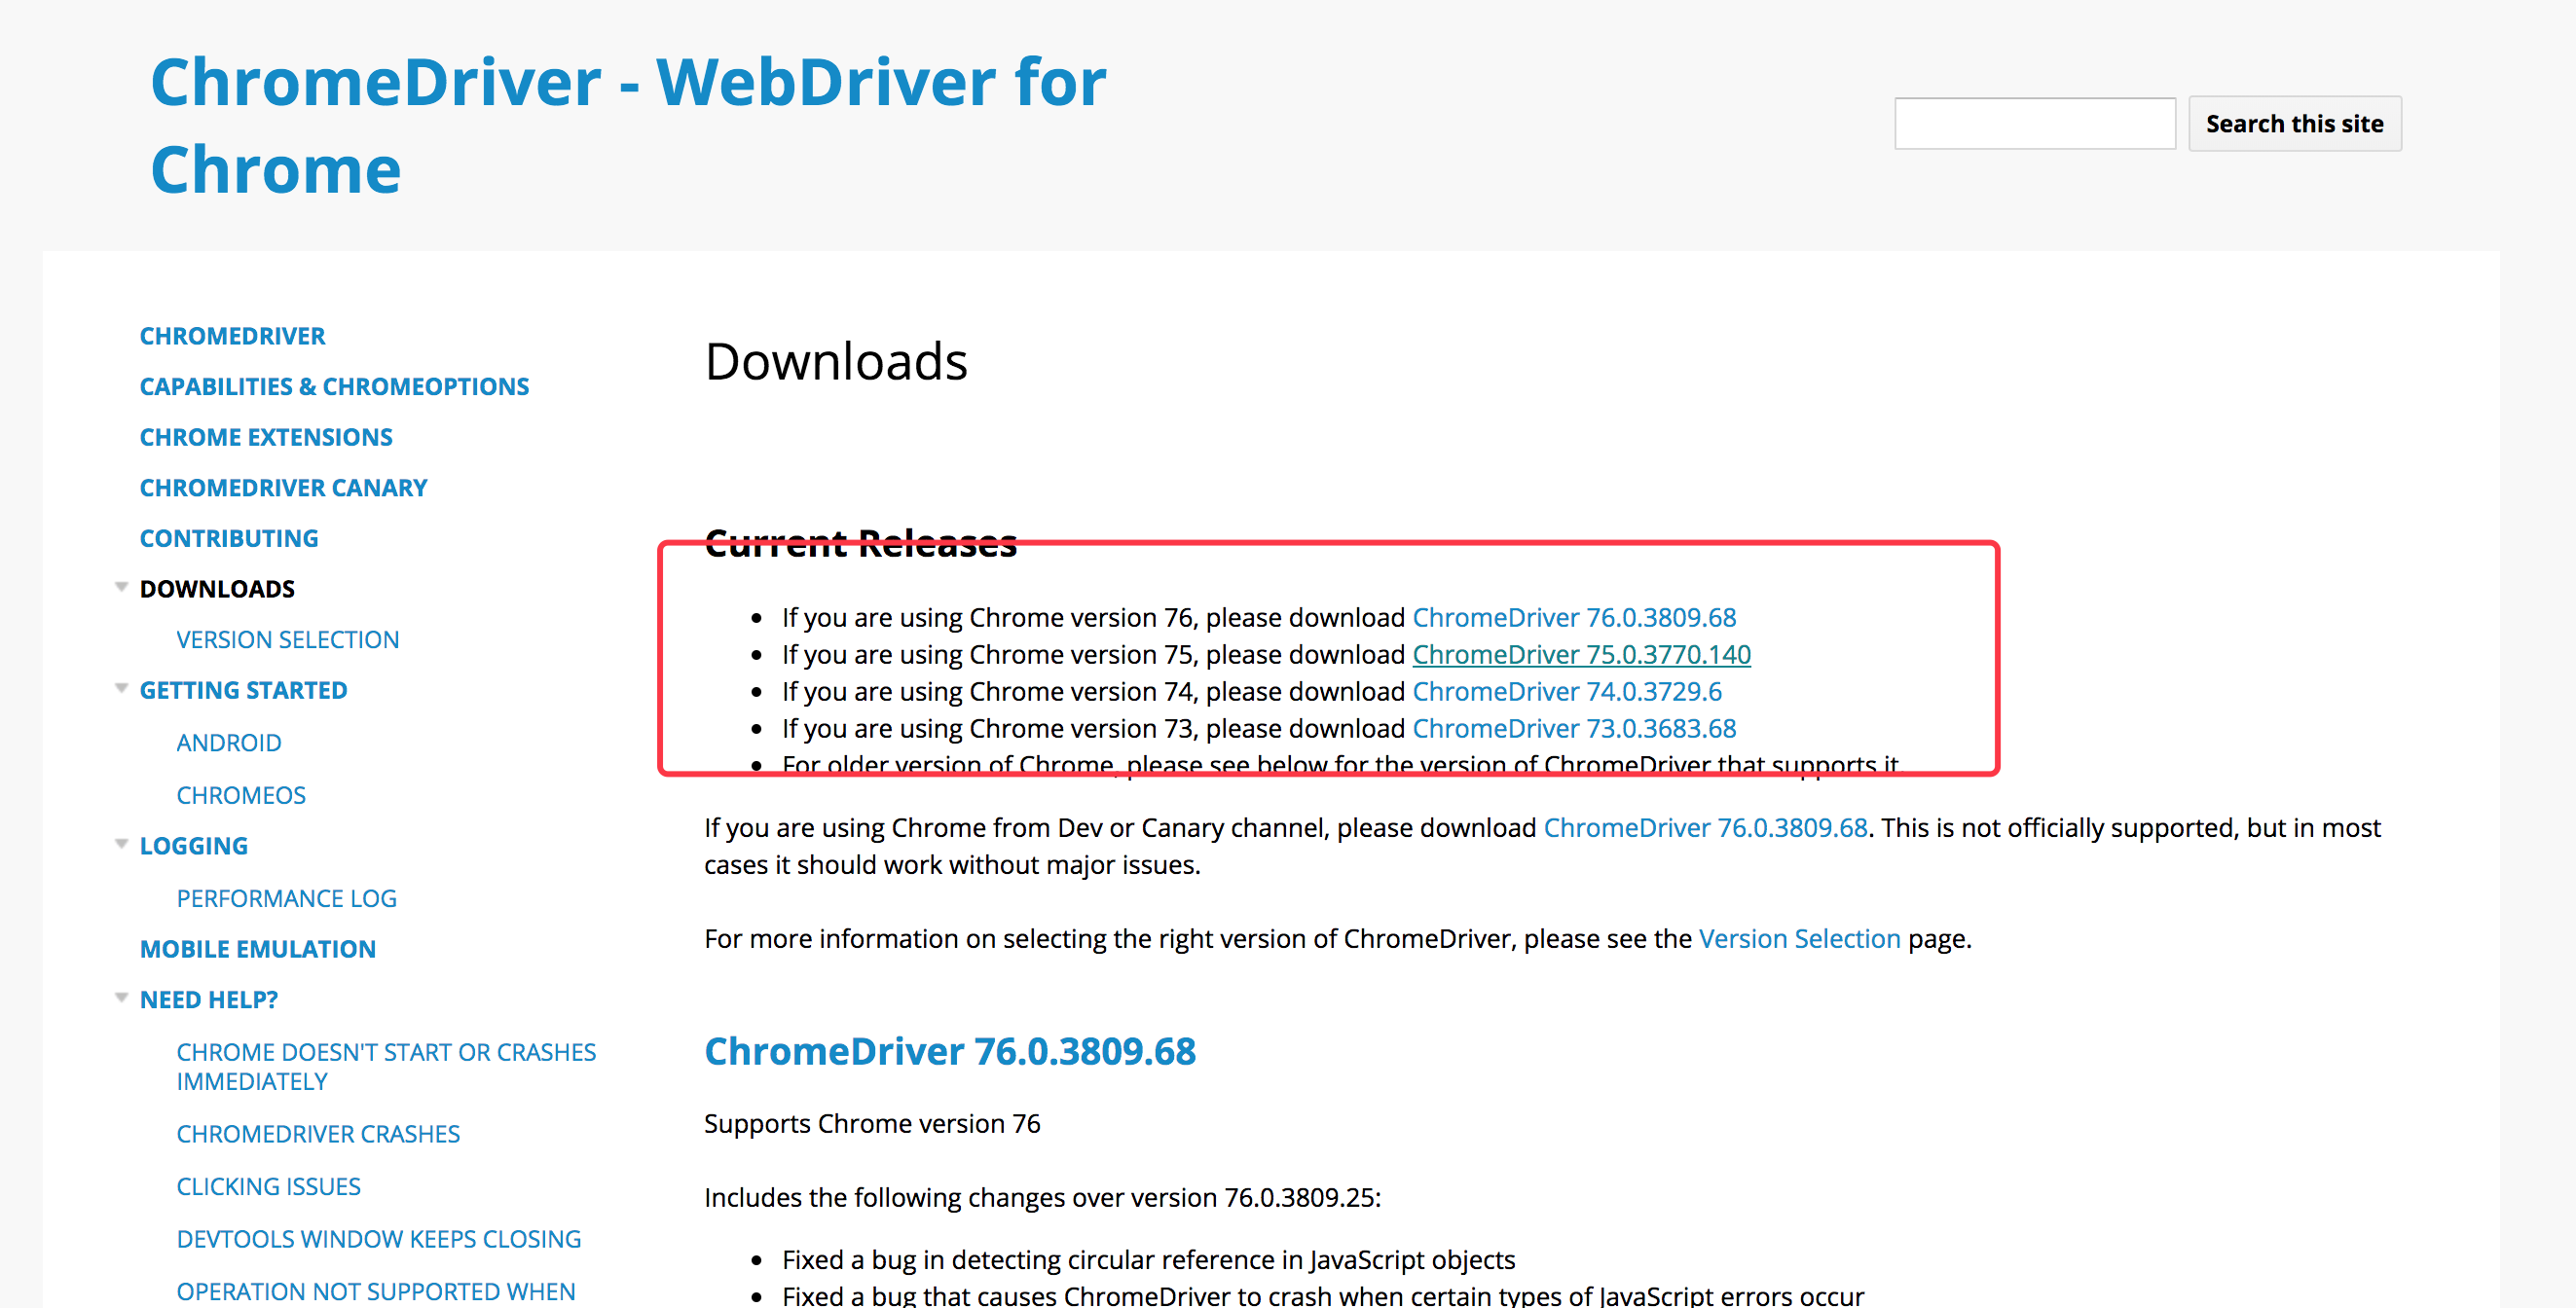 ChromeDriver - WebDriver for
Chrome
Search this site
CHROMEDRIVER
CAPABILITIES & CHROMEOPTIONS
CHROME EXTENSIONS
CHROMEDRIVER CANARY
CONTRIBUTING
DOWNLOADS
VERSION SELECTION
GETTING STARTED
ANDROID
CHROMEOS
LOGGING
PERFORMANCE LOG
MOBILE EMULATION
NEED HELP?
CHROME DOESN'T START OR CRASHES
IMMEDIATELY
CHROMEDRIVER CRASHES
CLICKING ISSUES
DEVTOOLS WINDOW KEEPS CLOSING
OPERATION NOT SUPPORTED WHEN
Downloads
Current Releases
• If you are using Chrome version 76, please download ChromeDriver 76.0.3809.68
• If you are using Chrome version 75, please download ChromeDriver 75.0.3770.140
• If you are using Chrome version 74, please download ChromeDriver 74.0.3729.6
• If you are using Chrome version 73, please download ChromeDriver 73.0.3683.68
• For older version of Chrome, please see below for the version of ChromeDriver that supports it
If you are using Chrome from Dev or Canary channel, please download ChromeDriver 76.0.3809.68. This is not officially supported, but in most
cases it should work without major issues.
For more information on selecting the right version of ChromeDriver, please see the Version Selection page.
ChromeDriver 76.0.3809.68
Supports Chrome version 76
Includes the following changes over version 76.0.3809.25:
• Fixed a bug in detecting circular reference in JavaScript objects
• Fixed a bug that causes ChromeDriver to crash when certain types of JavaScript errors occur